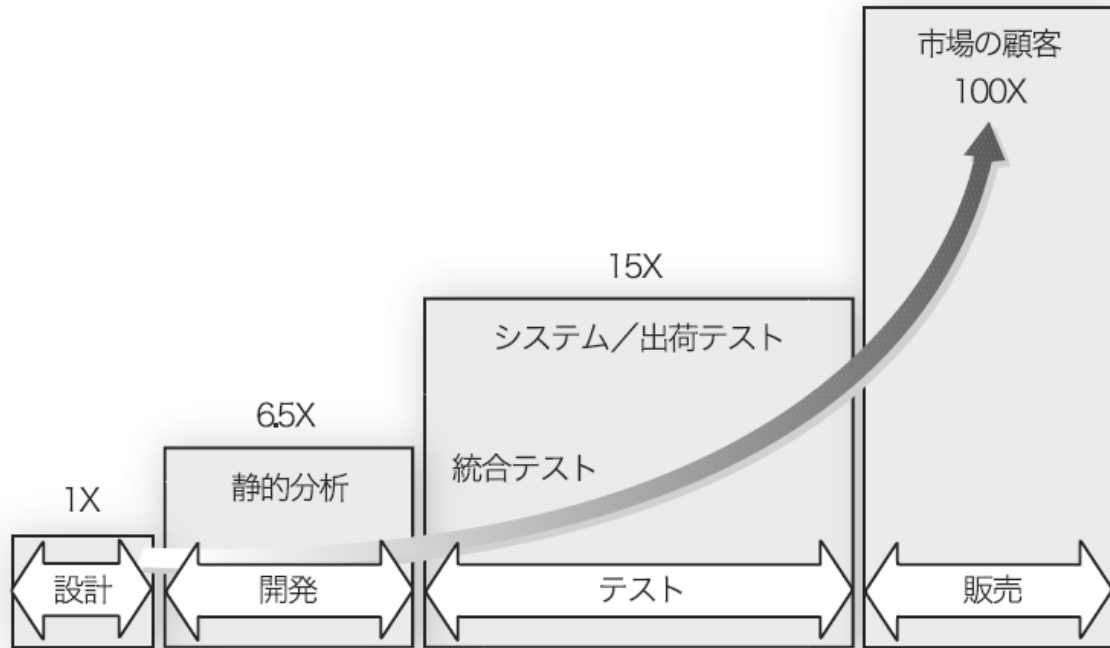 市場の顧客
100X
15X
システム／出荷テスト
6.5X
統合テスト
静的分析
1X
設計
開発
テスト
販売